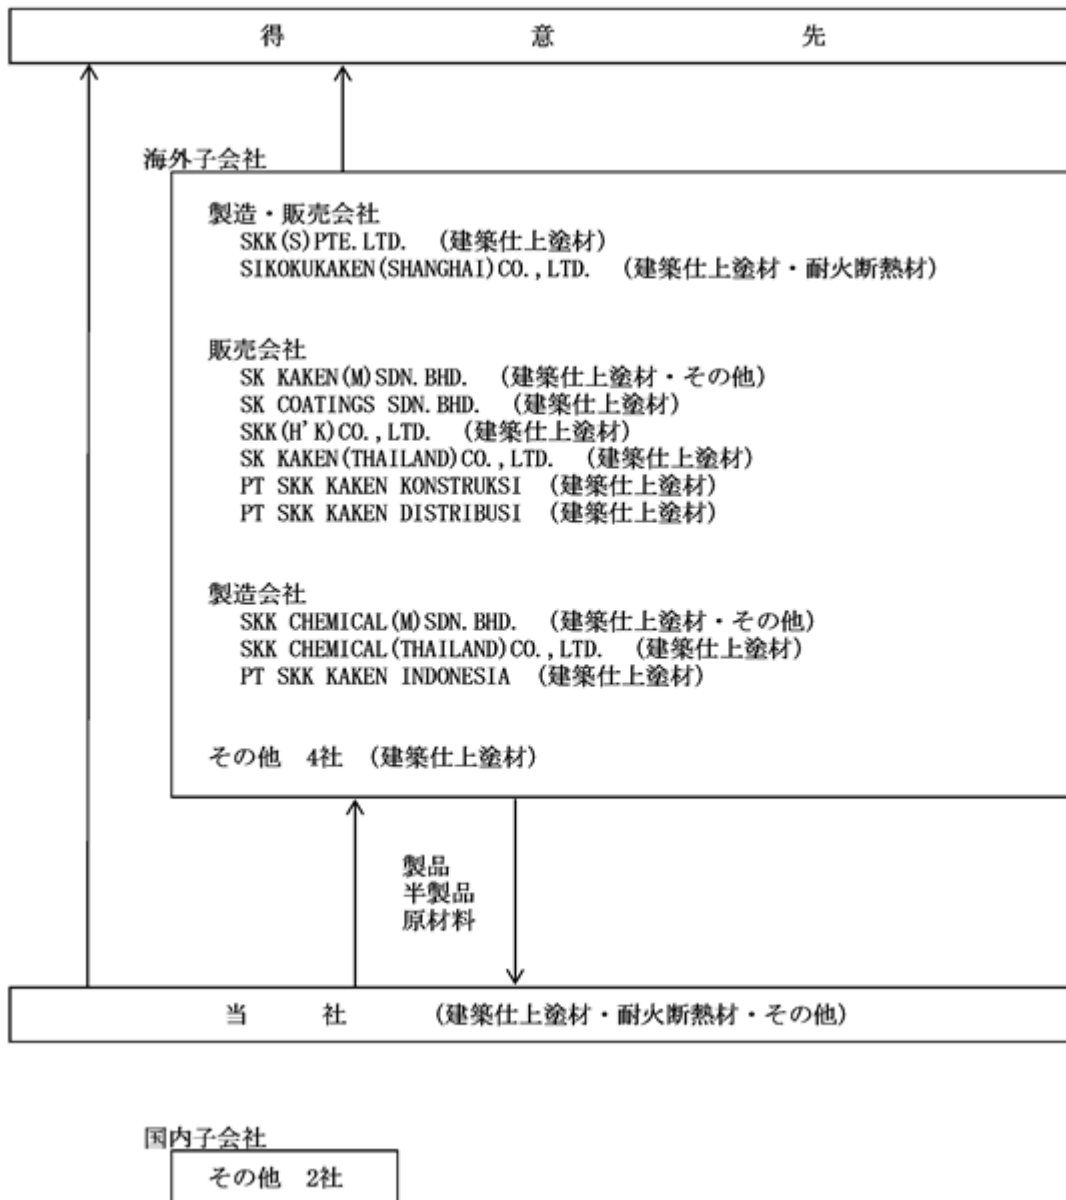 得意先
海外子会社
製造・販売会社
SKK(S)PTE.LTD. (建築仕上塗材)
SIKOKUKAKEN(SHANGHAI)CO.,LTD. (建築仕上塗材・耐火断熱材)
販売会社
SK KAKEN(M)SDN.BHD. (建築仕上塗材・その他)
SK COATINGS SDN.BHD. (建築仕上塗材)
SKK(H'K)CO.,LTD. (建築仕上塗材)
SK KAKEN(THAILAND)CO.,LTD. (建築仕上塗材)
PT SKK KAKEN KONSTRUKSI (建築仕上塗材)
PT SKK KAKEN DISTRIBUSI (建築仕上塗材)
製造会社
SKK CHEMICAL(M)SDN.BHD. (建築仕上塗材・その他)
SKK CHEMICAL(THAILAND)CO.,LTD. (建築仕上塗材)
PT SKK KAKEN INDONESIA (建築仕上塗材)
その他 4社 (建築仕上塗材)
製品
半製品
原材料
当社 (建築仕上塗材・耐火断熱材・その他)
国内子会社
その他 2社